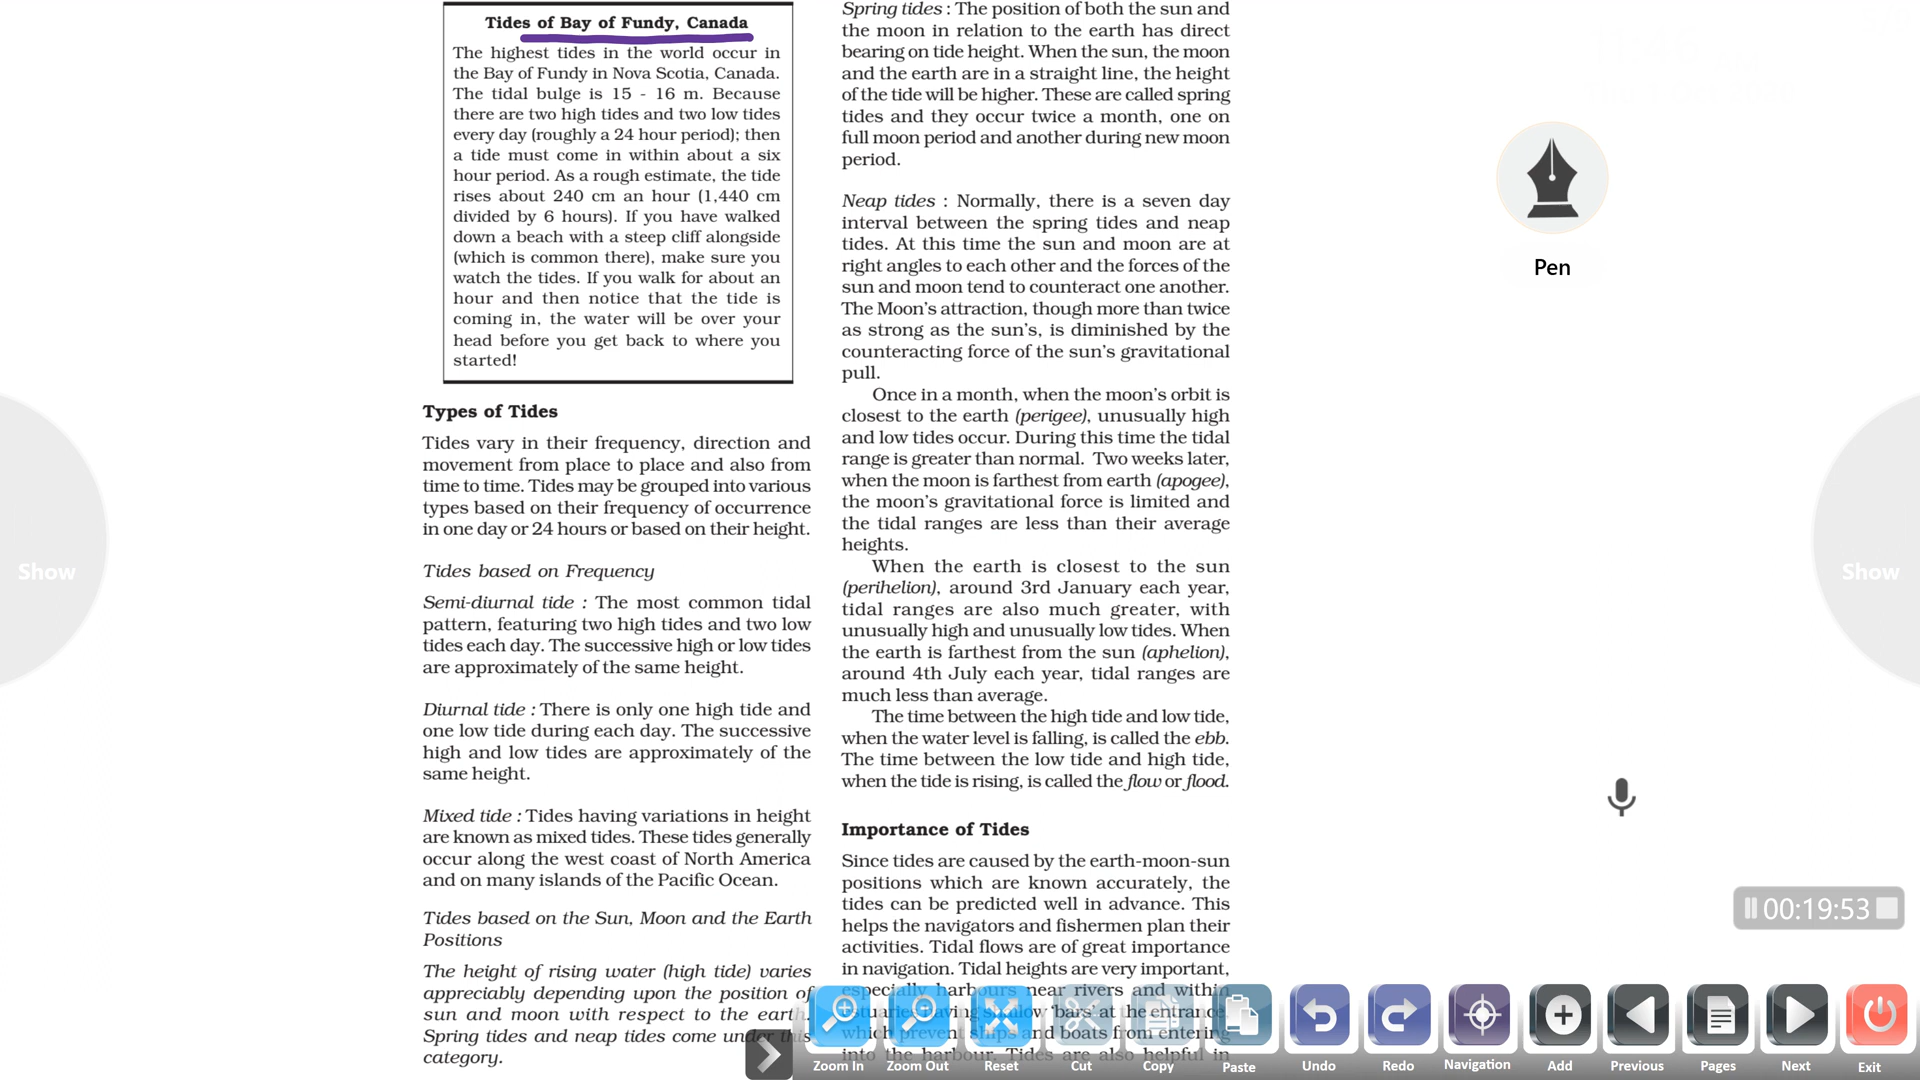 Tides of Bay of Fundy, Canada
The highest tides in the world occur in
the Bay of Fundy in Nova Scotia, Canada.
The tidal bulge is 15 - 16 m. Because
there are two high tides and two low tides
every day (roughly a 24 hour period); then
a tide must come in within about a six
hour period. As a rough estimate, the tide
rises about 240 cm an hour (1,440 cm
divided by 6 hours). If you have walked
down a beach with a steep cliff alongside
(which is common there), make sure you
watch the tides. If you walk for about an
hour and then notice that the tide is
coming in, the water will be over your
head before you get back to where you
started!
Types of Tides
Tides vary in their frequency, direction and
movement from place to place and also from
time to time. Tides may be grouped into various
types based on their frequency of occurrence
in one day or 24 hours or based on their height.
Tides based on Frequency
Semi-diurnal tide : The most common tidal
pattern, featuring two high tides and two low
tides each day. The successive high or low tides
are approximately of the same height.
Diurnal tide : There is only one high tide and
one low tide during each day. The successive
high and low tides are approximately of the
same height.
Mixed tide : Tides having variations in height
are known as mixed tides. These tides generally
occur along the west coast of North America
and on many islands of the Pacific Ocean.
Tides based on the Sun, Moon and the Earth
Positions
The height of rising water (high tide) varies
appreciably depending upon the position of
sun and moon with respect to the earth.
Spring tides and neap tides come under this
category.
Spring tides : The position of both the sun and
the moon in relation to the earth has direct
bearing on tide height. When the sun, the moon
and the earth are in a straight line, the height
of the tide will be higher. These are called spring
tides and they occur twice a month, one on
full moon period and another during new moon
period.
Neap tides : Normally, there is a seven day
interval between the spring tides and neap
tides. At this time the sun and moon are at
right angles to each other and the forces of the
sun and moon tend to counteract one another.
The Moon's attraction, though more than twice
as strong as the sun's, is diminished by the
counteracting force of the sun's gravitational
pull.
Once in a month, when the moon's orbit is
closest to the earth (perigee), unusually high
and low tides occur. During this time the tidal
range is greater than normal. Two weeks later,
when the moon is farthest from earth (apogee),
the moon's gravitational force is limited and
the tidal ranges are less than their average
heights.
When the earth is closest to the sun
(perihelion), around 3rd January each year,
tidal ranges are also much greater, with
unusually high and unusually low tides. When
the earth is farthest from the sun (aphelion),
around 4th July each year, tidal ranges are
much less than average.
The time between the high tide and low tide,
when the water level is falling, is called the ebb.
The time between the low tide and high tide,
when the tide is rising, is called the flow or flood.
Importance of Tides
Since tides are caused by the earth-moon-sun
positions which are known accurately, the
tides can be predicted well in advance. This
helps the navigators and fishermen plan their
activities. Tidal flows are of great importance
in navigation. Tidal heights are very important,
especially harbours near rivers and within
'bars' at the entrance,
which prevent ships and boats from entering
into the harbour. Tides are also helpful in
Pen
Show
Show
00:19:53
Zoom In Zoom Out Reset Cut Copy Paste Undo Redo Navigation Add Previous Pages Next Exit